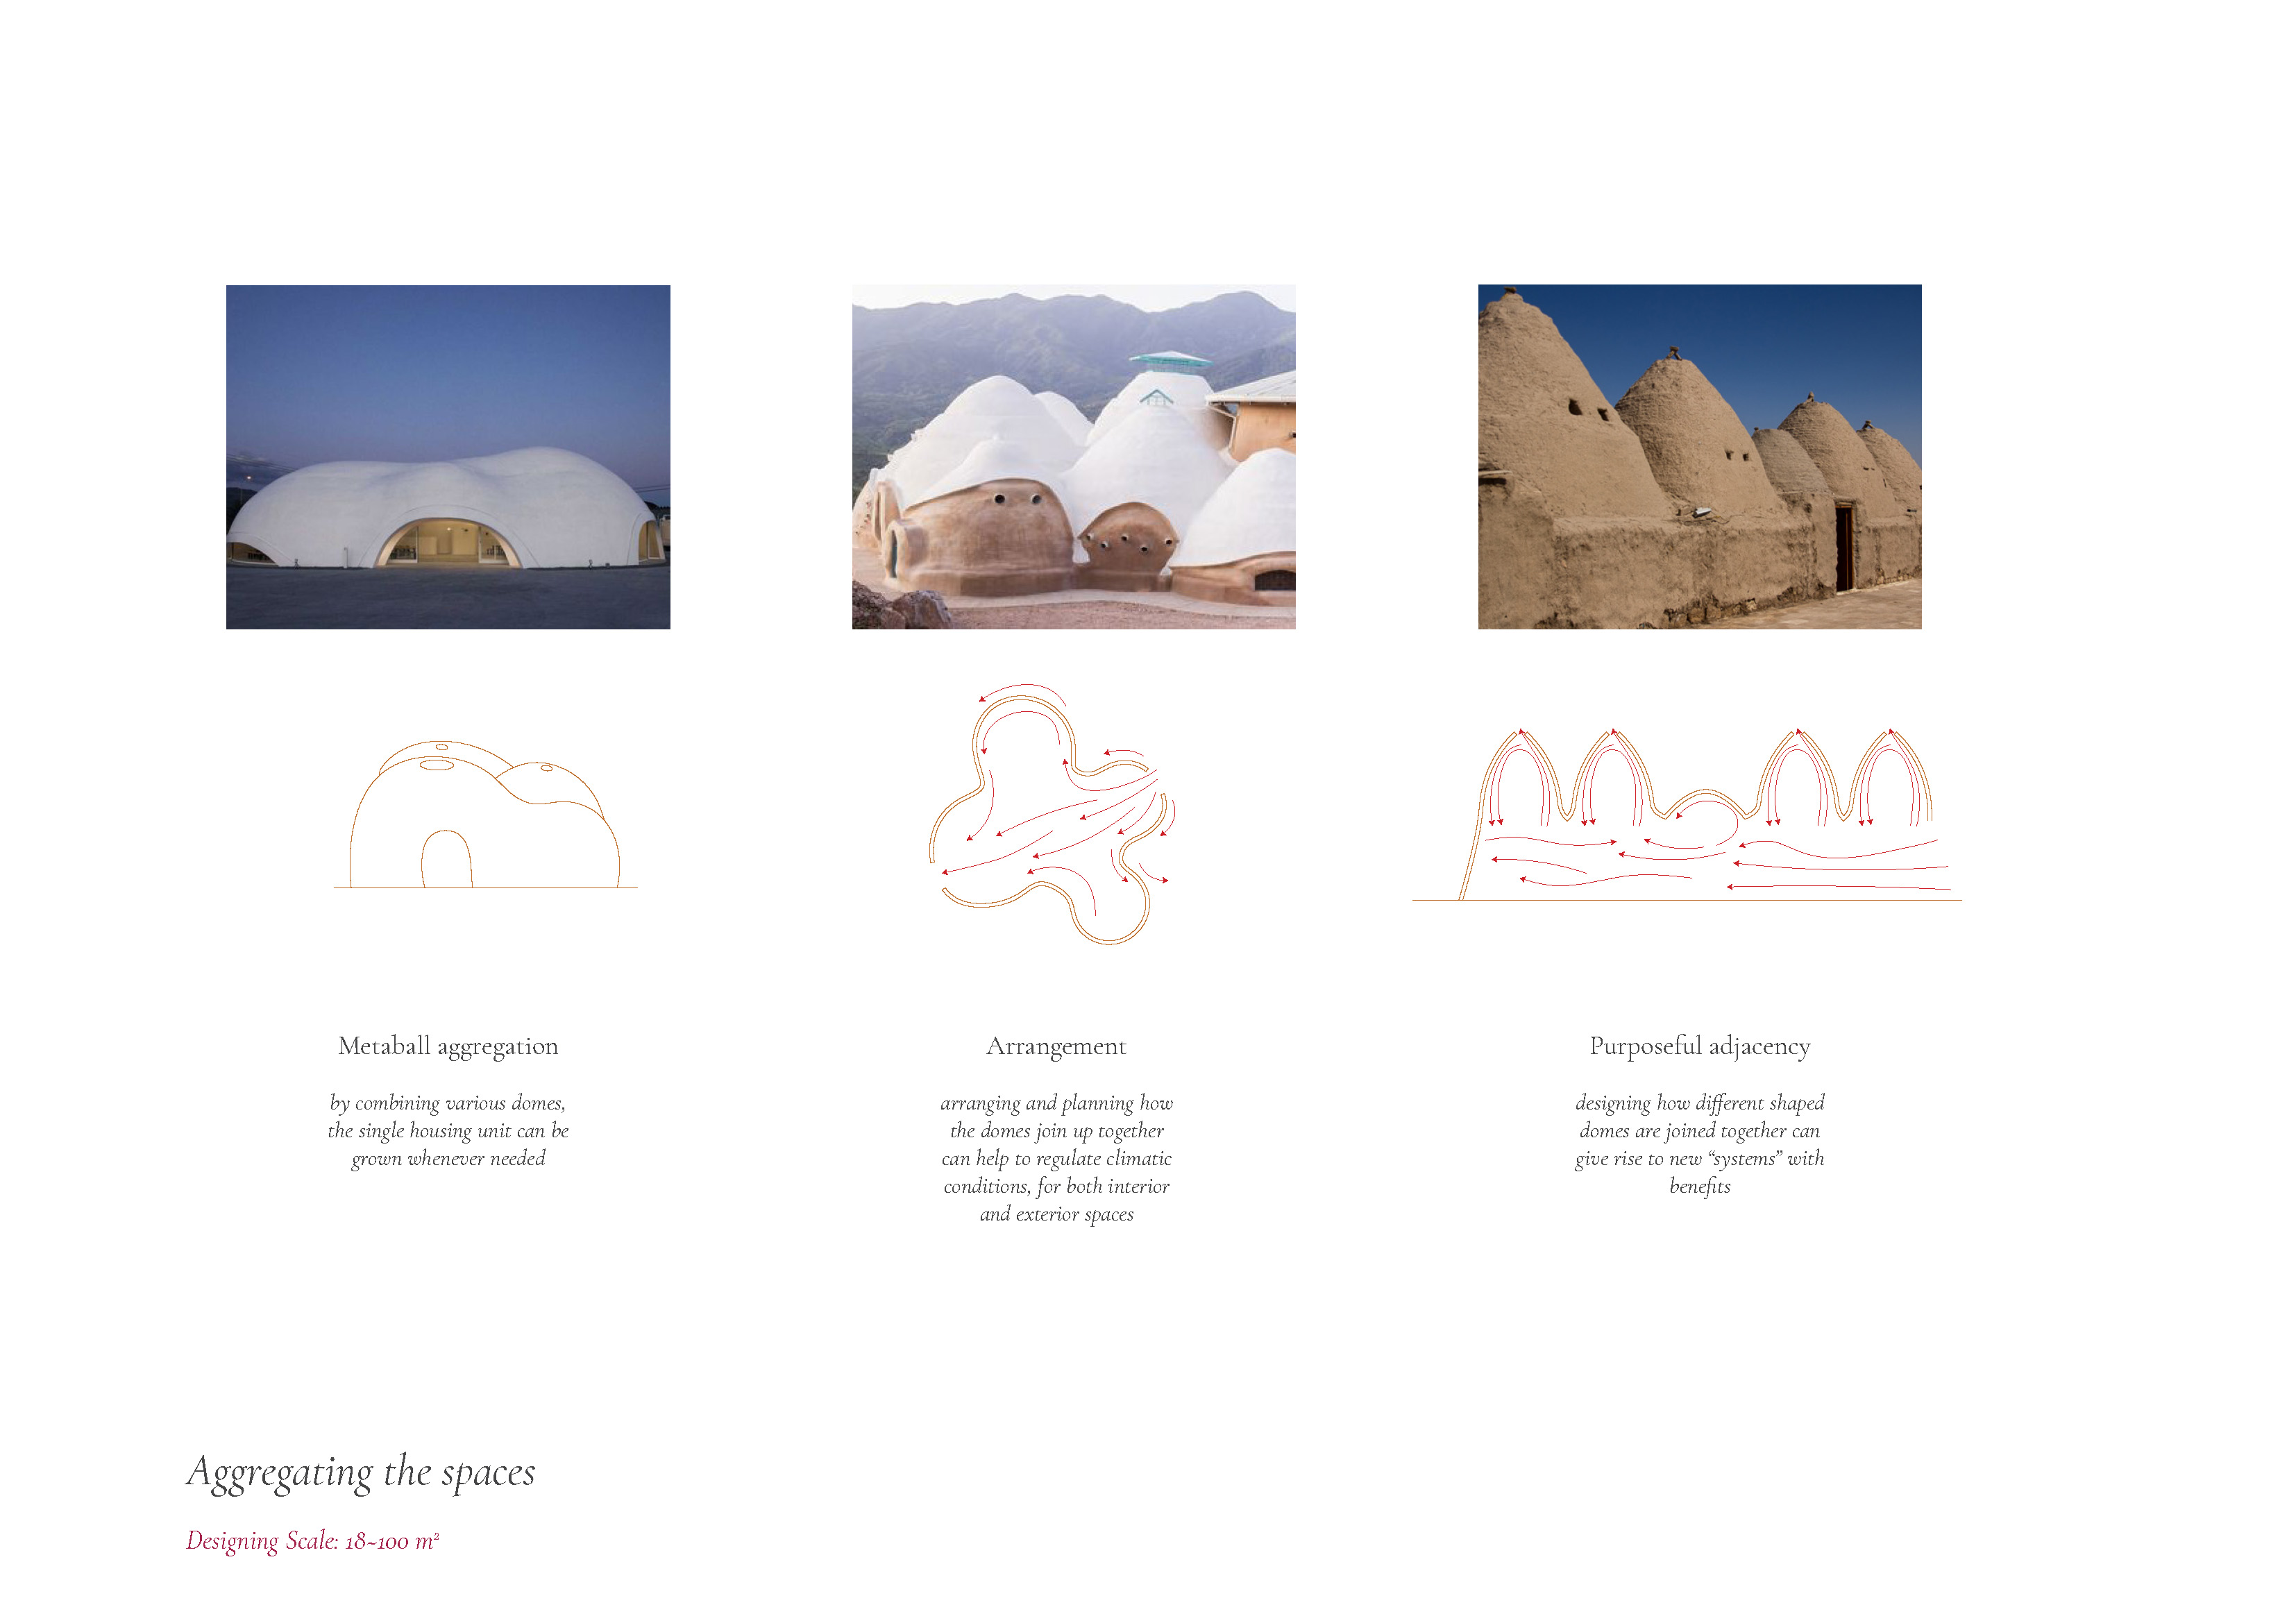 Metaball aggregation
by combining various domes,
the single housing unit can be
grown whenever needed
Arrangement
arranging and planning how
the domes join up together
can help to regulate climatic
conditions, for both interior
and exterior spaces
Purposeful adjacency
designing how different shaped
domes are joined together can
give rise to new “systems” with
benefits
Aggregating the spaces
Designing Scale: 18~100 m²